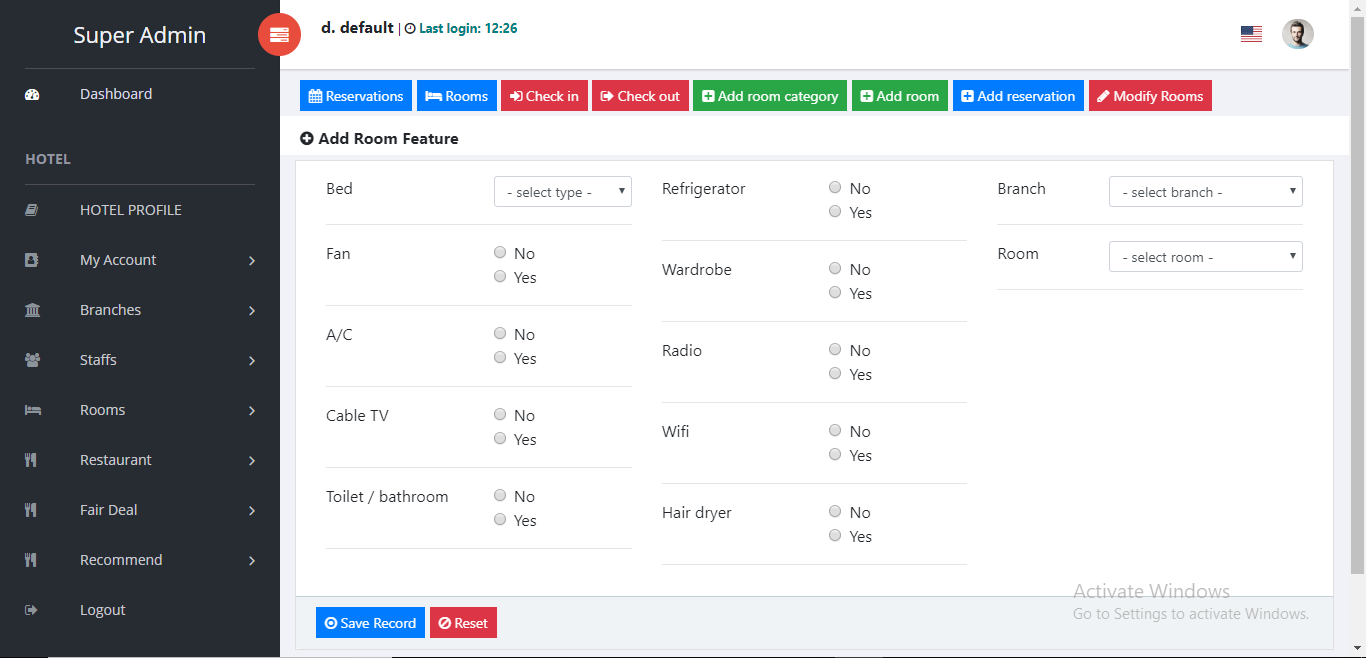 Super Admin
d. default | Last login: 12:26
Dashboard
HOTEL
HOTEL PROFILE
My Account
Branches
Staffs
Rooms
Restaurant
Fair Deal
Recommend
Logout
Reservations Rooms Check in Check out Add room category Add room Add reservation Modify Rooms
Add Room Feature
Bed - select type -
Fan No
Yes
A/C No
Yes
Cable TV No
Yes
Toilet / bathroom No
Yes
Refrigerator No
Yes
Wardrobe No
Yes
Radio No
Yes
Wifi No
Yes
Hair dryer No
Yes
Branch - select branch -
Room - select room -
Save Record Reset
Activate Windows
Go to Settings to activate Windows.